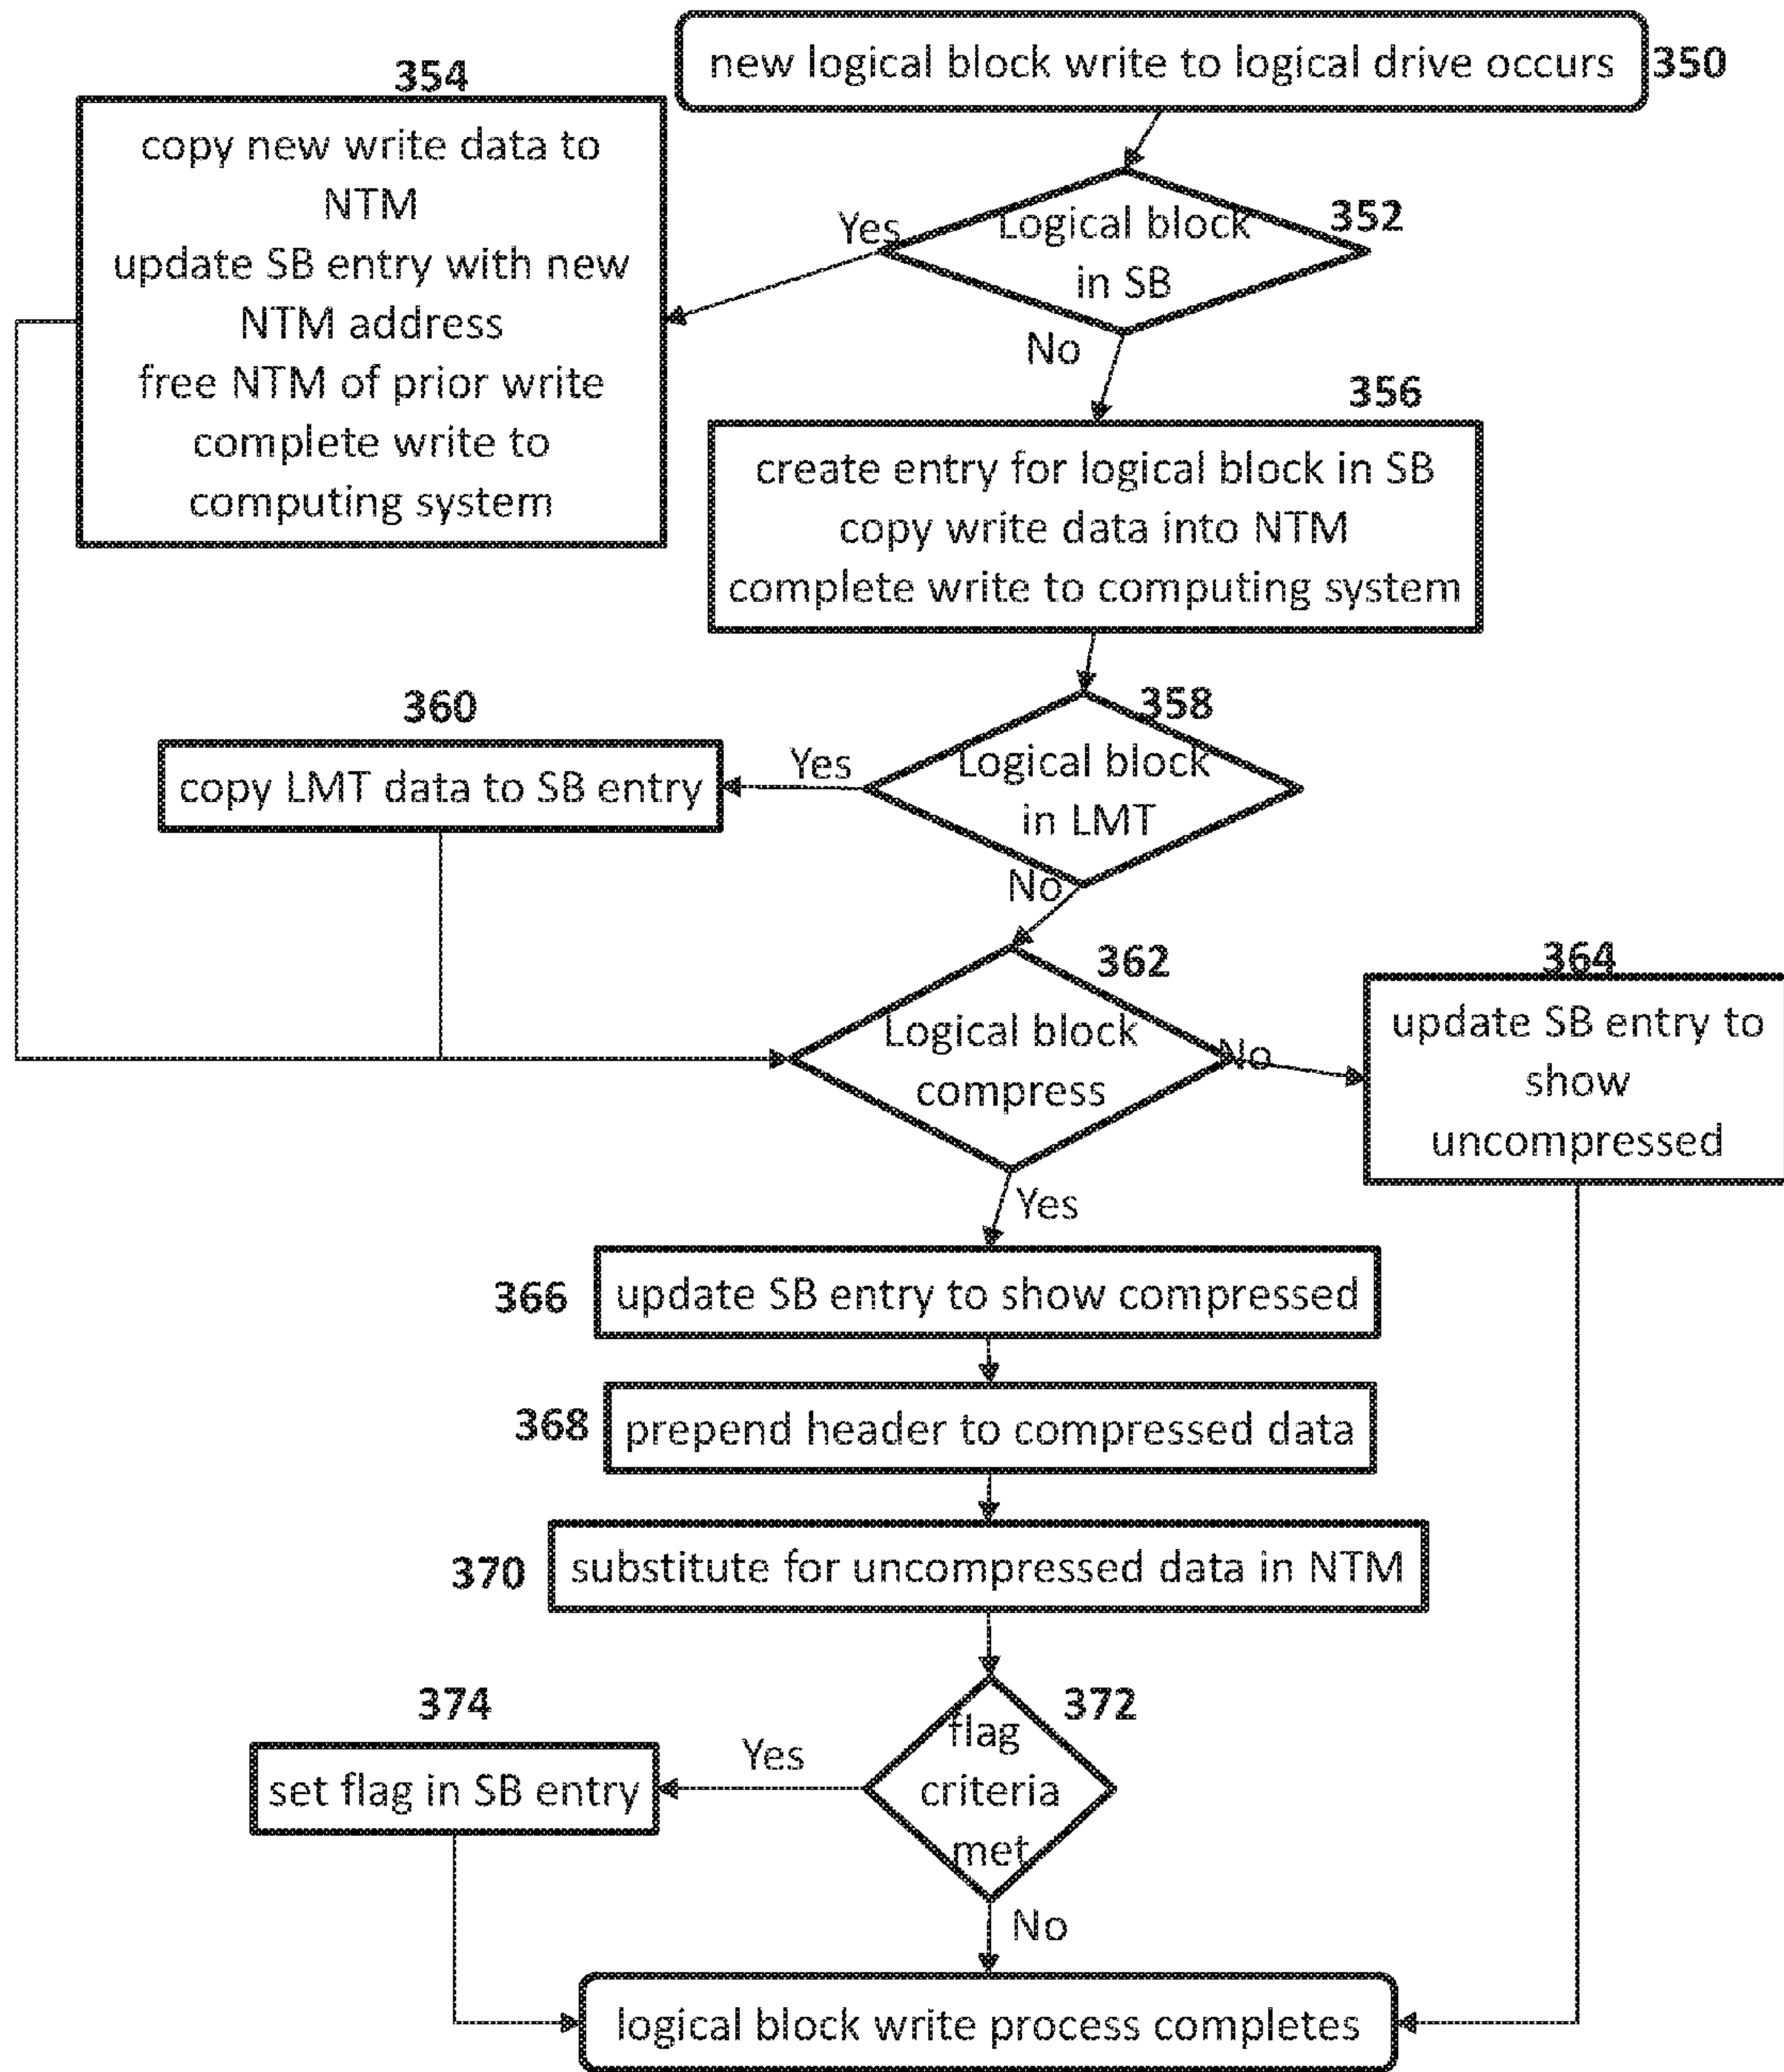 new logical block write to logical drive occurs
350
354
copy new write data to
NTM
update SB entry with new
NTM address
free NTM of prior write
complete write to
computing system
Yes
Logical block
in SB
352
No
356
create entry for logical block in SB
copy write data into NTM
complete write to computing system
360
copy LMT data to SB entry
Yes
358
Logical block
in LMT
No
362
Logical block
compress
No
364
update SB entry to
show
uncompressed
Yes
366
update SB entry to show compressed
368
prepend header to compressed data
370
substitute for uncompressed data in NTM
374
set flag in SB entry
Yes
372
flag
criteria
met
No
logical block write process completes